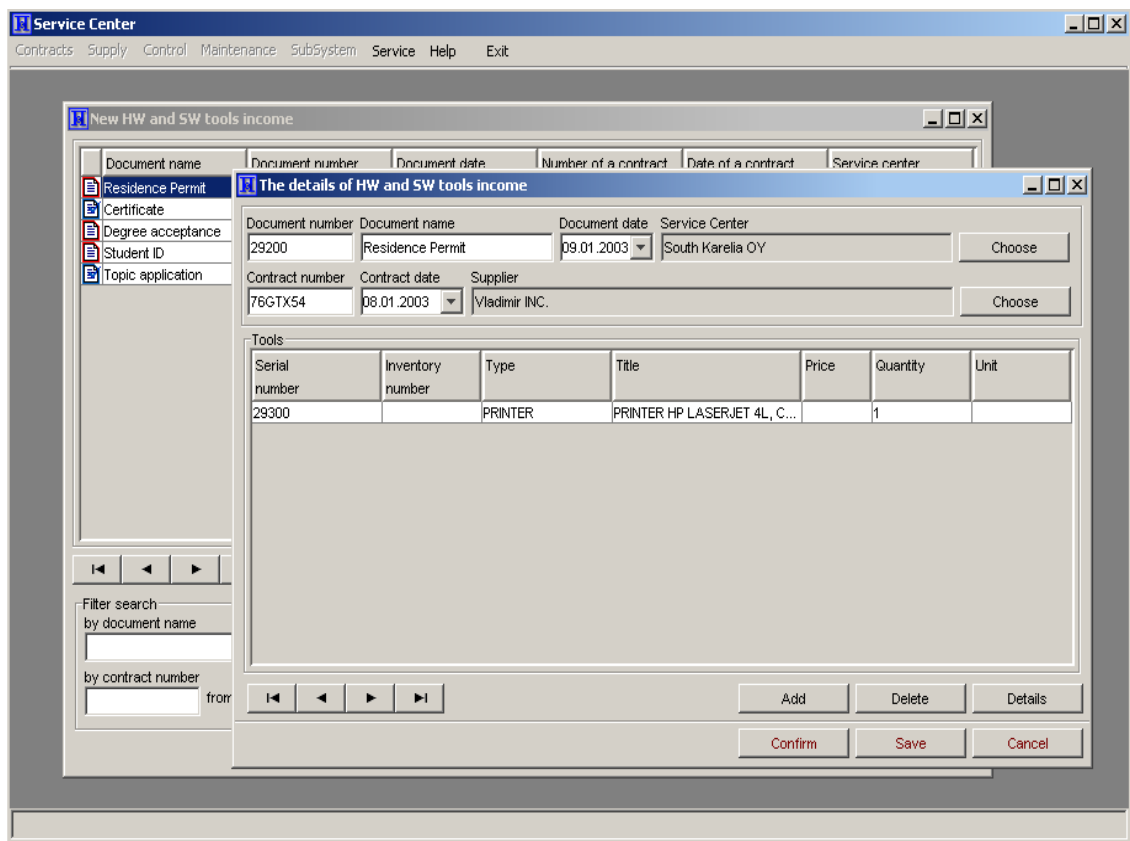 Service Center
Contracts Supply Control Maintenance SubSystem Service Help Exit
New HW and SW tools income
Document name Document number Document date Number of a contract Date of a contract Service center
Residence Permit
Certificate
Degree acceptance
Student ID
Topic application
Filter search
by document name
by contract number
from
The details of HW and SW tools income
Document number Document name Document date Service Center
29200 Residence Permit 09.01.2003 South Karelia OY Choose
Contract number Contract date Supplier
76GTX54 08.01.2003 Vladimir INC. Choose
Tools
Serial number Inventory number Type Title Price Quantity Unit
29300 PRINTER PRINTER HP LASERJET 4L, C... 1
Add Delete Details
Confirm Save Cancel